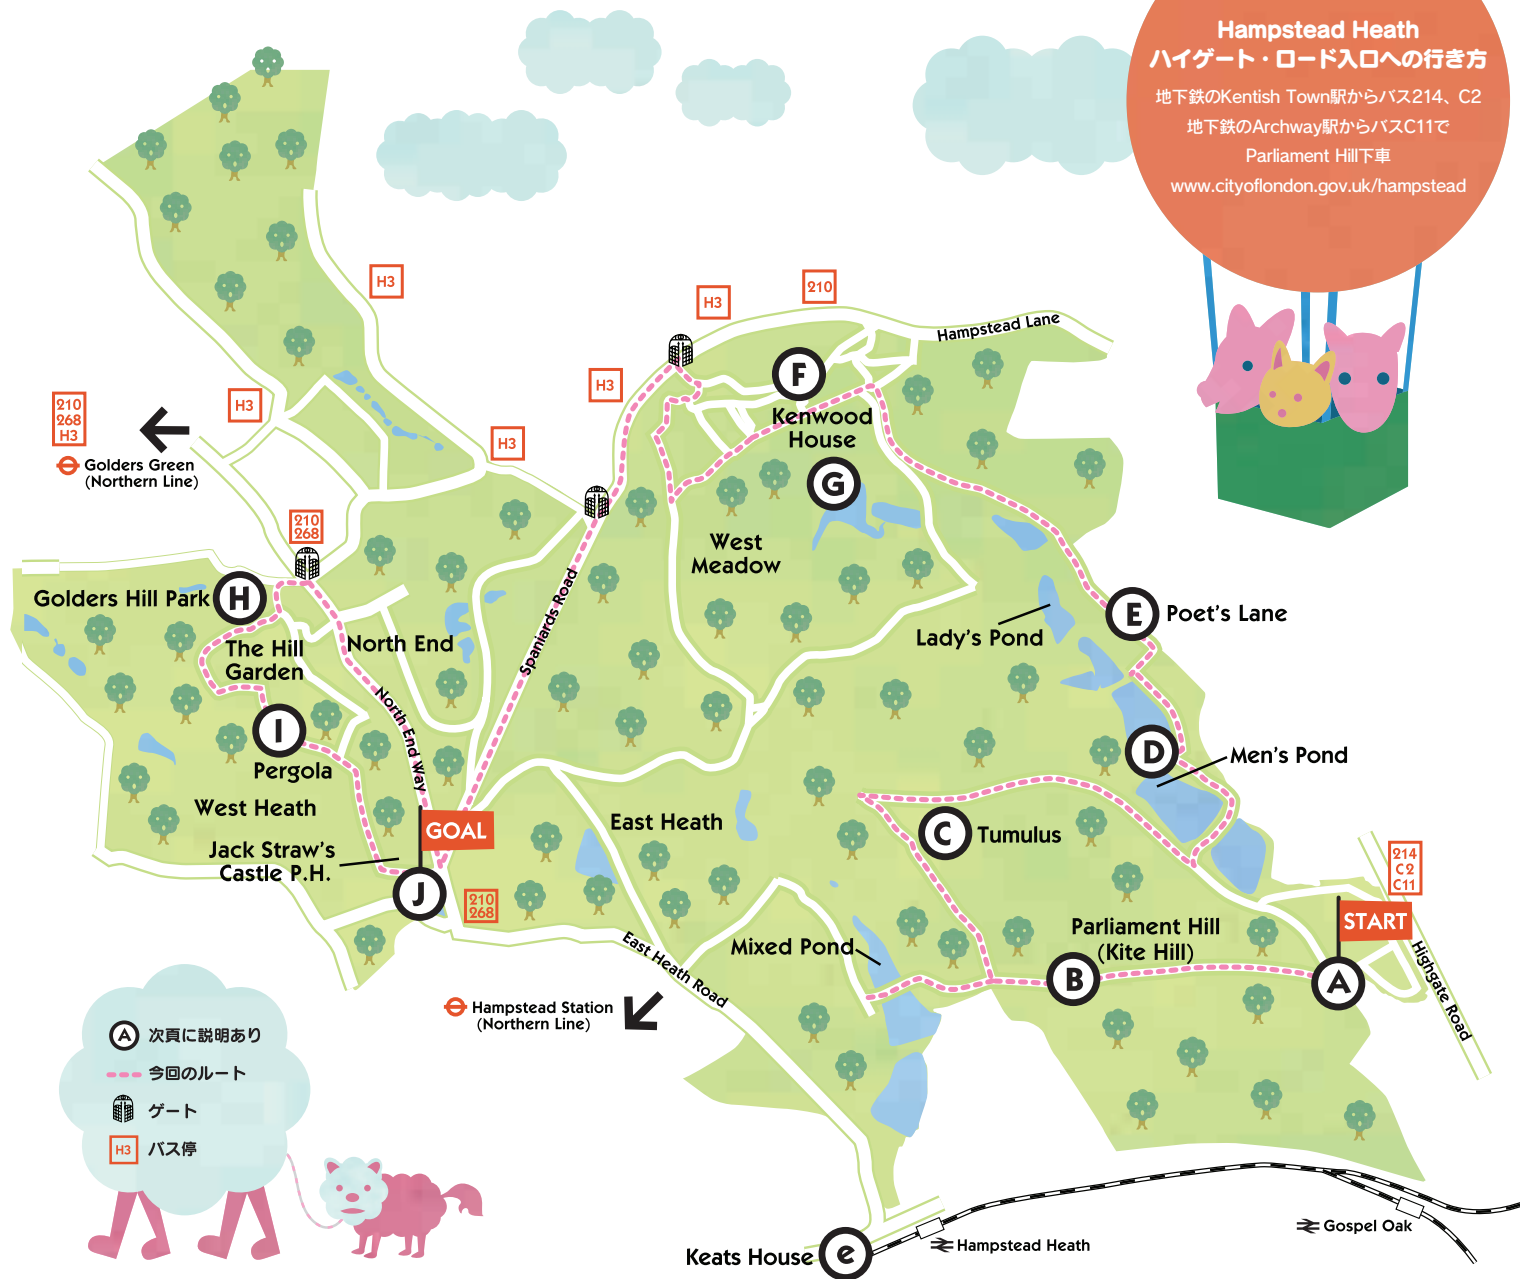 Hampstead Heath
ハイゲート・ロード入口への行き方
地下鉄のKentish Town駅からバス214、C2
地下鉄のArchway駅からバスC11で
Parliament Hill下車
www.cityoflondon.gov.uk/hampstead
H3
H3
210
Hampstead Lane
H3
H3
H3
210
268
H3
Golders Green
(Northern Line)
F
Kenwood
House
G
210
268
West
Meadow
Golders Hill Park
H
Spaniards Road
E
Poet's Lane
Lady's Pond
The Hill
Garden
North End
North End Way
I
Pergola
D
Men's Pond
West Heath
GOAL
East Heath
C
Tumulus
Jack Straw's
Castle P.H.
J
210
268
214
C2
C11
START
Parliament Hill
(Kite Hill)
Mixed Pond
East Heath Road
B
A
Highgate Road
Hampstead Station
(Northern Line)
A
次頁に説明あり
今回のルート
ゲート
H3
バス停
Keats House
e
Hampstead Heath
Gospel Oak